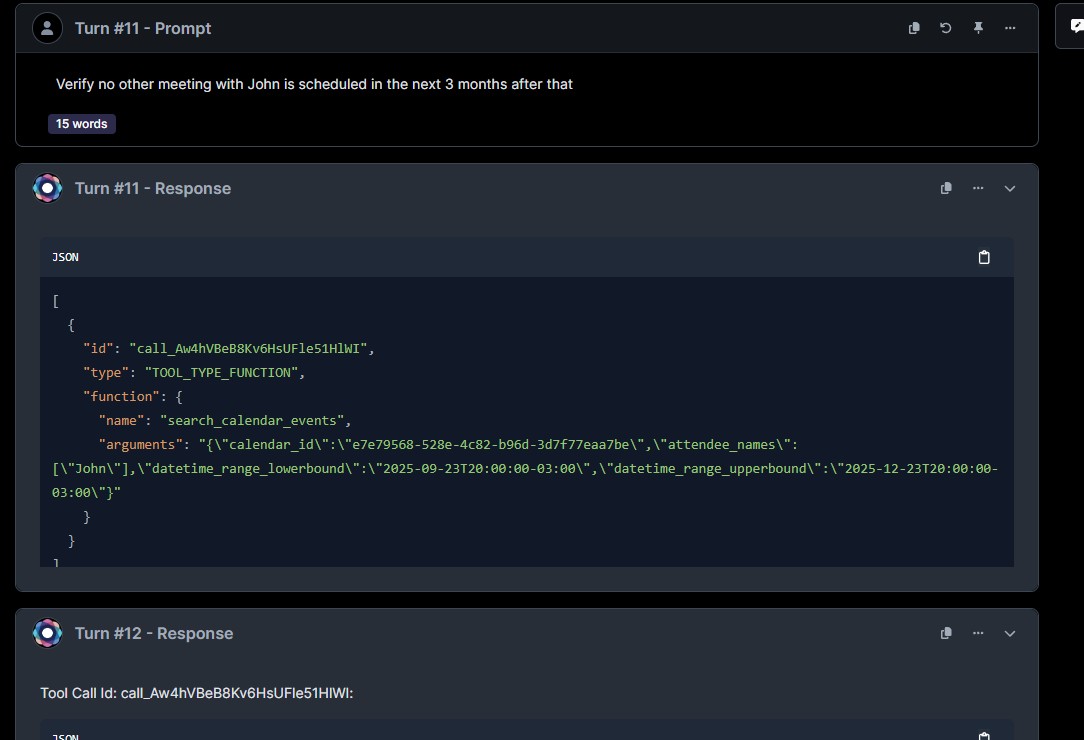 Turn #11 - Prompt
Verify no other meeting with John is scheduled in the next 3 months after that
15 words
Turn #11 - Response
JSON
[
{
"id": "call_Aw4hVBeB8Kv6HsUFle51HlWI",
"type": "TOOL_TYPE_FUNCTION",
"function": {
"name": "search_calendar_events",
"arguments": "{\"calendar_id\":\"e7e79568-528e-4c82-b96d-3d7f77eaa7be\",\"attendee_names\":
[\"John\"],\"datetime_range_lowerbound\":\"2025-09-23T20:00:00-03:00\",\"datetime_range_upperbound\":\"2025-12-23T20:00:00-
03:00\"}"
}
}
]
Turn #12 - Response
Tool Call Id: call_Aw4hVBeB8Kv6HsUFle51HlWI:
JSON